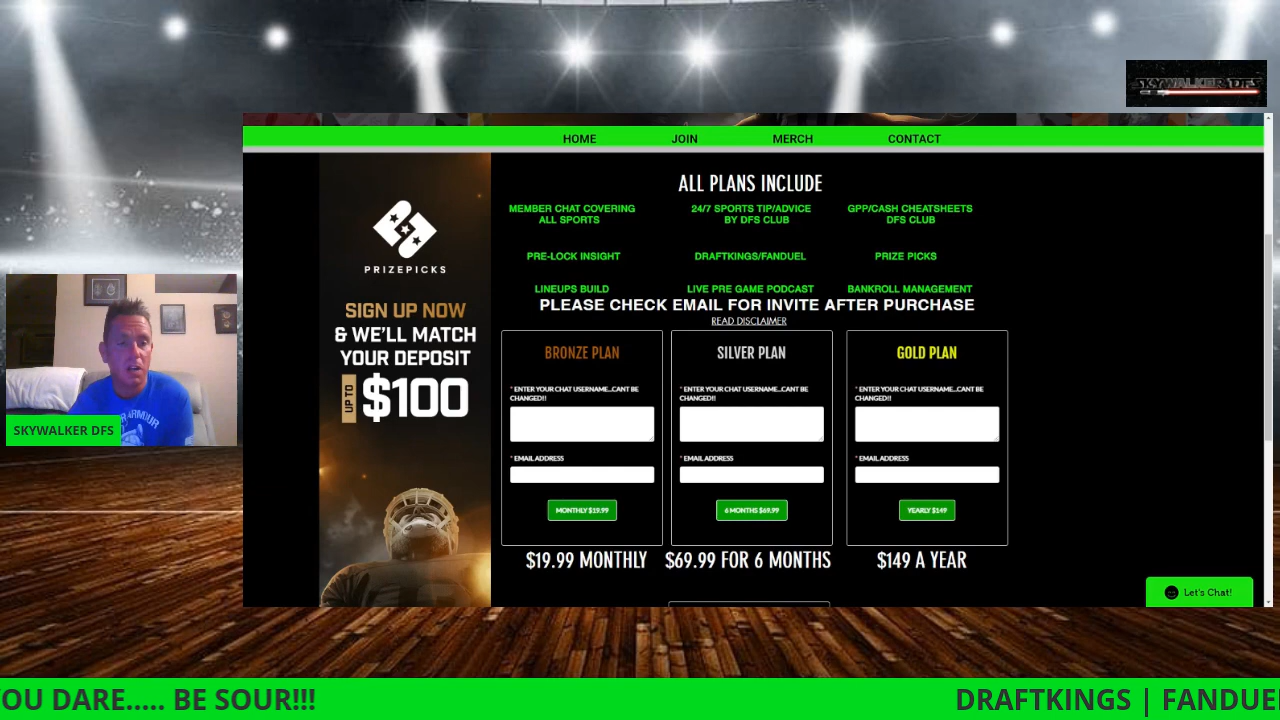 SKYWALKER DFS
HOME JOIN MERCH CONTACT
PRIZEPICKS
SIGN UP NOW
& WE'LL MATCH
YOUR DEPOSIT
UP TO $100
ALL PLANS INCLUDE
MEMBER CHAT COVERING
ALL SPORTS
24/7 SPORTS TIP/ADVICE
BY DFS CLUB
GPP/CASH CHEATSHEETS
DFS CLUB
PRE-LOCK INSIGHT
DRAFTKINGS/FANDUEL
PRIZE PICKS
LINEUPS BUILD
LIVE PRE GAME PODCAST
BANKROLL MANAGEMENT
PLEASE CHECK EMAIL FOR INVITE AFTER PURCHASE
READ DISCLAIMER
BRONZE PLAN
* ENTER YOUR CHAT USERNAME...CANT BE
CHANGED!!
* EMAIL ADDRESS
MONTHLY $19.99
$19.99 MONTHLY
SILVER PLAN
* ENTER YOUR CHAT USERNAME...CANT BE
CHANGED!!
* EMAIL ADDRESS
6 MONTHS $69.99
$69.99 FOR 6 MONTHS
GOLD PLAN
* ENTER YOUR CHAT USERNAME...CANT BE
CHANGED!!
* EMAIL ADDRESS
YEARLY $149
$149 A YEAR
Let's Chat!
SKYWALKER DFS
YOU DARE..... BE SOUR!!!
DRAFTKINGS | FANDUE